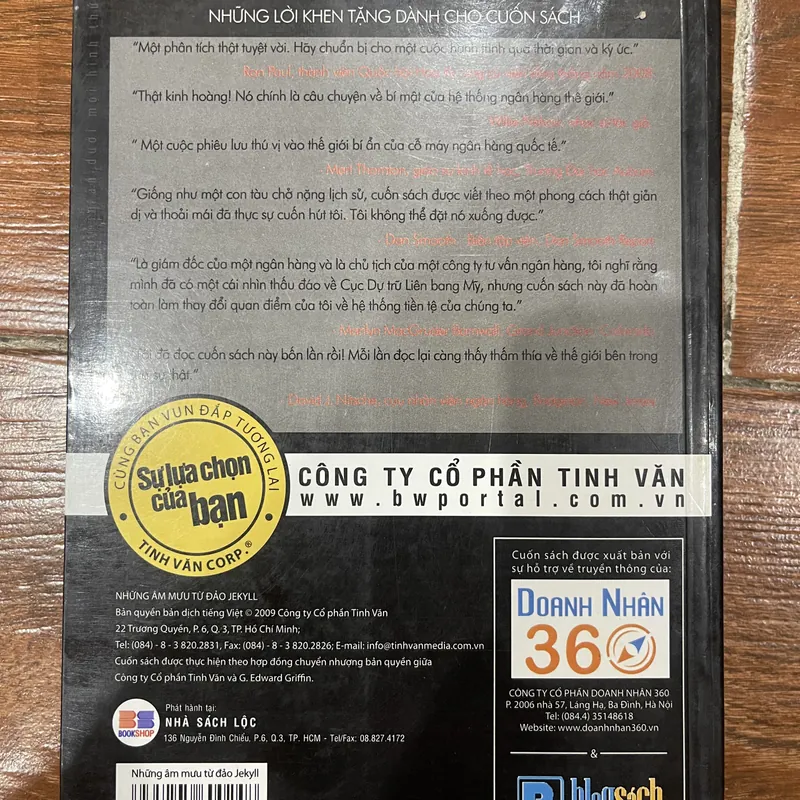 NHỮNG LỜI KHEN TẶNG DÀNH CHO CUỐN SÁCH
"Một phân tích thật tuyệt vời. Hãy chuẩn bị cho một cuộc hành trình qua thời gian và ký ức."
Ron Paul, thành viên
"Thật kinh hoàng! Nó chính là câu chuyện về bí mật của hệ thống ngân hàng thế giới."
" Một cuộc phiêu lưu thú vị vào thế giới bí ẩn của cỗ máy ngân hàng quốc tế."
Mark Thornton,
"Giống như một con tàu chở nặng lịch sử, cuốn sách được viết theo một phong cách thật giản
dị và thoải mái đã thực sự cuốn hút tôi. Tôi không thể đặt nó xuống được."
Dan Smoot,
"Là giám đốc của một ngân hàng và là chủ tịch của một công ty tư vấn ngân hàng, tôi nghĩ rằng
mình đã có một cái nhìn thấu đáo về Cục Dự trữ Liên bang Mỹ, nhưng cuốn sách này đã hoàn
toàn làm thay đổi quan điểm của tôi về hệ thống tiền tệ của chúng ta."
đã đọc cuốn sách này bốn lần rồi! Mỗi lần đọc lại càng thấy thấm thía về thế giới bên trong
sự thật."
CÙNG BẠN VUN ĐẮP TƯƠNG LAI
Sự lựa chọn
của bạn
TINH VĂN CORP.®
CÔNG TY CỔ PHẦN TINH VĂN
www.bwportal.com.vn
NHỮNG ÂM MƯU TỪ ĐẢO JEKYLL
Bản quyền bản dịch tiếng Việt © 2009 Công ty Cổ phần Tinh Văn
22 Trương Quyền, P. 6, Q. 3, TP. Hồ Chí Minh;
Tel: (084) - 8 - 3 820.2831, Fax: (084) - 8 - 3 820.2826; E-mail: info@tinhvanmedia.com.vn
Cuốn sách được thực hiện theo hợp đồng chuyển nhượng bản quyền giữa
Công ty Cổ phần Tinh Văn và G. Edward Griffin.
BS
BOOKSHOP
Phát hành tại:
NHÀ SÁCH LỘC
136 Nguyễn Đình Chiểu, P.6, Q.3, TP. HCM - Tel/Fax: 08.827.4172
Những âm mưu từ đảo Jekyll
Cuốn sách được xuất bản với
sự hỗ trợ về truyền thông của:
DOANH NHÂN
360
CÔNG TY CỔ PHẦN DOANH NHÂN 360
P. 2006 nhà 57, Láng Hạ, Ba Đình, Hà Nội
Tel: (084.4) 35148618
Website: www.doanhnhan360.vn
&
blogsách